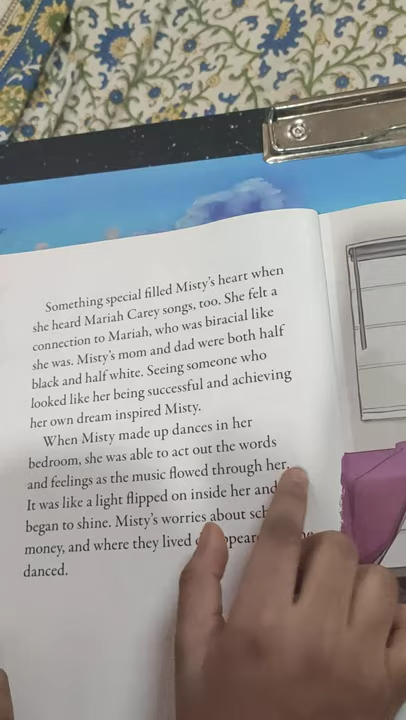 Something special filled Misty's heart when
she heard Mariah Carey songs, too. She felt a
connection to Mariah, who was biracial like
she was. Misty's mom and dad were both half
black and half white. Seeing someone who
looked like her being successful and achieving
her own dream inspired Misty.
When Misty made up dances in her
bedroom, she was able to act out the words
and feelings as the music flowed through her.
It was like a light flipped on inside her and
began to shine. Misty's worries about
money, and where they lived
danced.